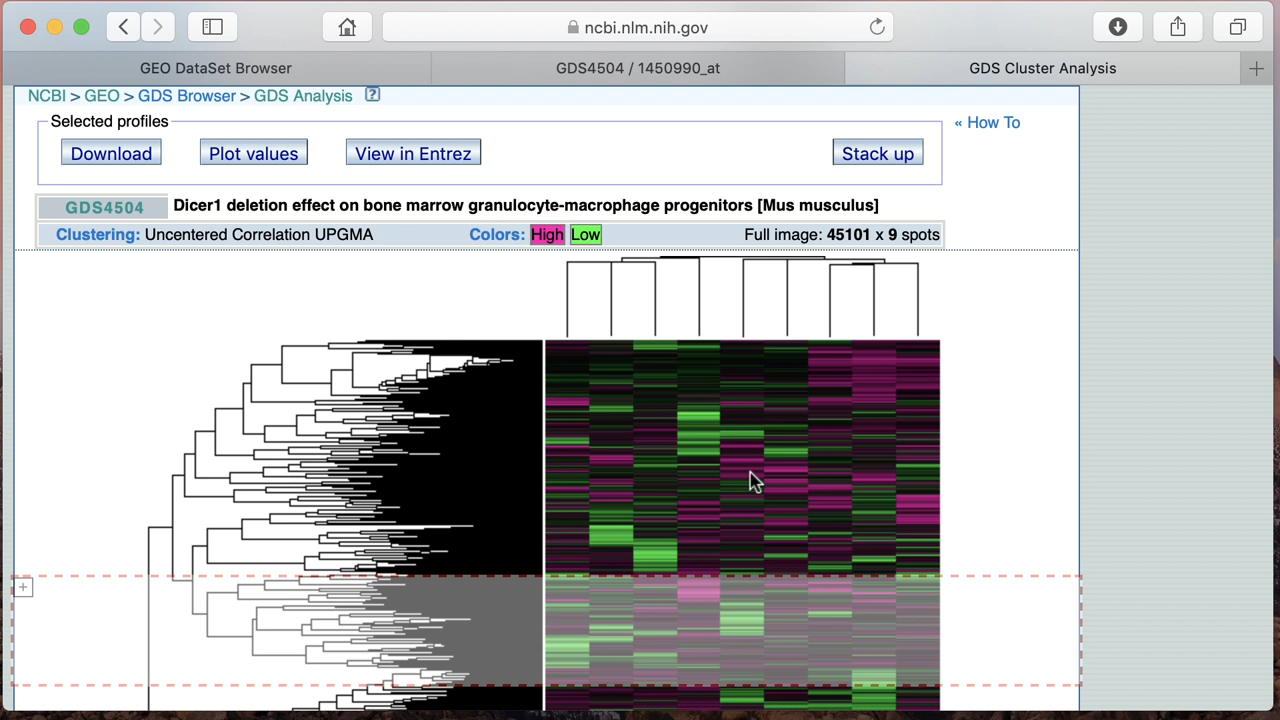 ncbi.nlm.nih.gov
GEO DataSet Browser
GDS4504 / 1450990_at
GDS Cluster Analysis
NCBI > GEO > GDS Browser > GDS Analysis ?
Selected profiles
« How To
Download
Plot values
View in Entrez
Stack up
GDS4504 Dicer1 deletion effect on bone marrow granulocyte-macrophage progenitors [Mus musculus]
Clustering: Uncentered Correlation UPGMA Colors: High Low Full image: 45101 x 9 spots